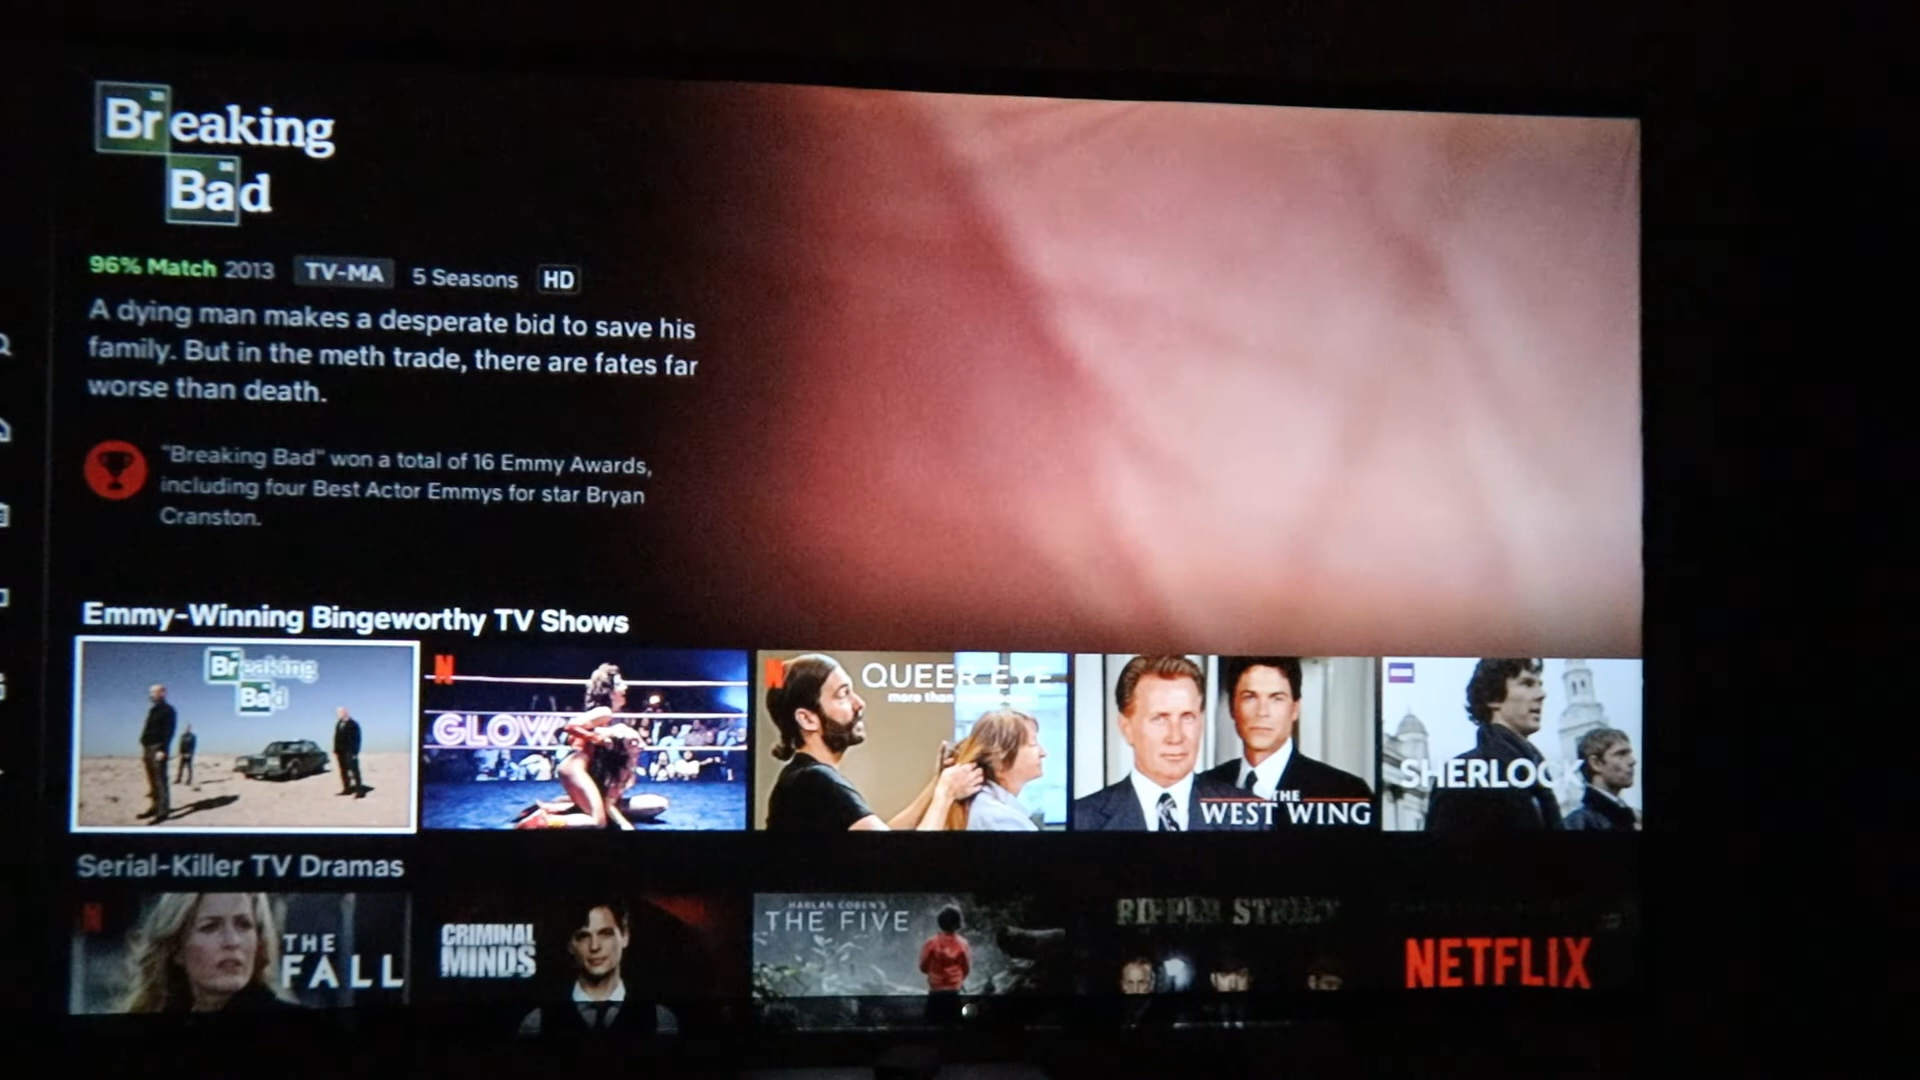 Breaking
Bad
96% Match 2013 TV-MA 5 Seasons HD
A dying man makes a desperate bid to save his
family. But in the meth trade, there are fates far
worse than death.
"Breaking Bad" won a total of 16 Emmy Awards,
including four Best Actor Emmys for star Bryan
Cranston.
Emmy-Winning Bingeworthy TV Shows
Breaking
Bad
N
GLOW
N
QUEER EYE
more than
THE
WEST WING
SHERLOCK
Serial-Killer TV Dramas
N
THE
FALL
CRIMINAL
MINDS
HARLAN COBEN'S
THE FIVE
RIPPER STREET
NETFLIX